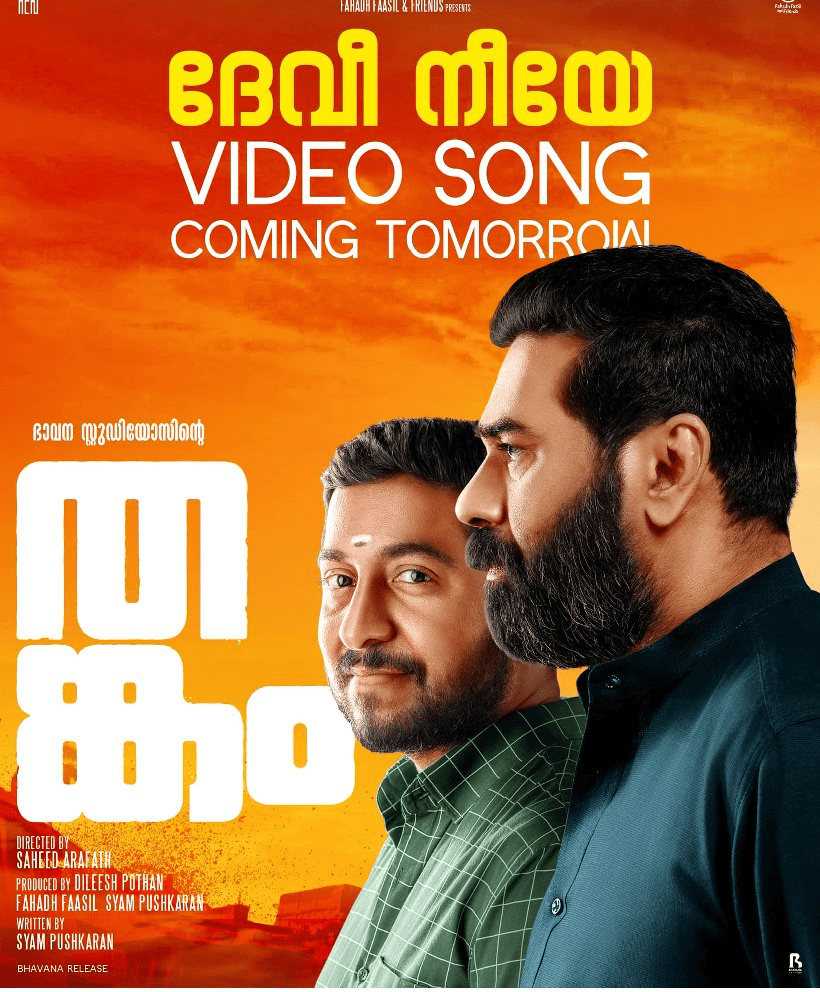 FAHADH FAASIL & FRIENDS PRESENTS
ദേവീ നീയേ
VIDEO SONG
COMING TOMORROW
ഭാവന സ്റ്റുഡിയോസിന്റെ
തങ്കം
DIRECTED BY
SAHEED ARAFATH
PRODUCED BY DILEESH POTHAN
FAHADH FAASIL SYAM PUSHKARAN
WRITTEN BY
SYAM PUSHKARAN
BHAVANA RELEASE